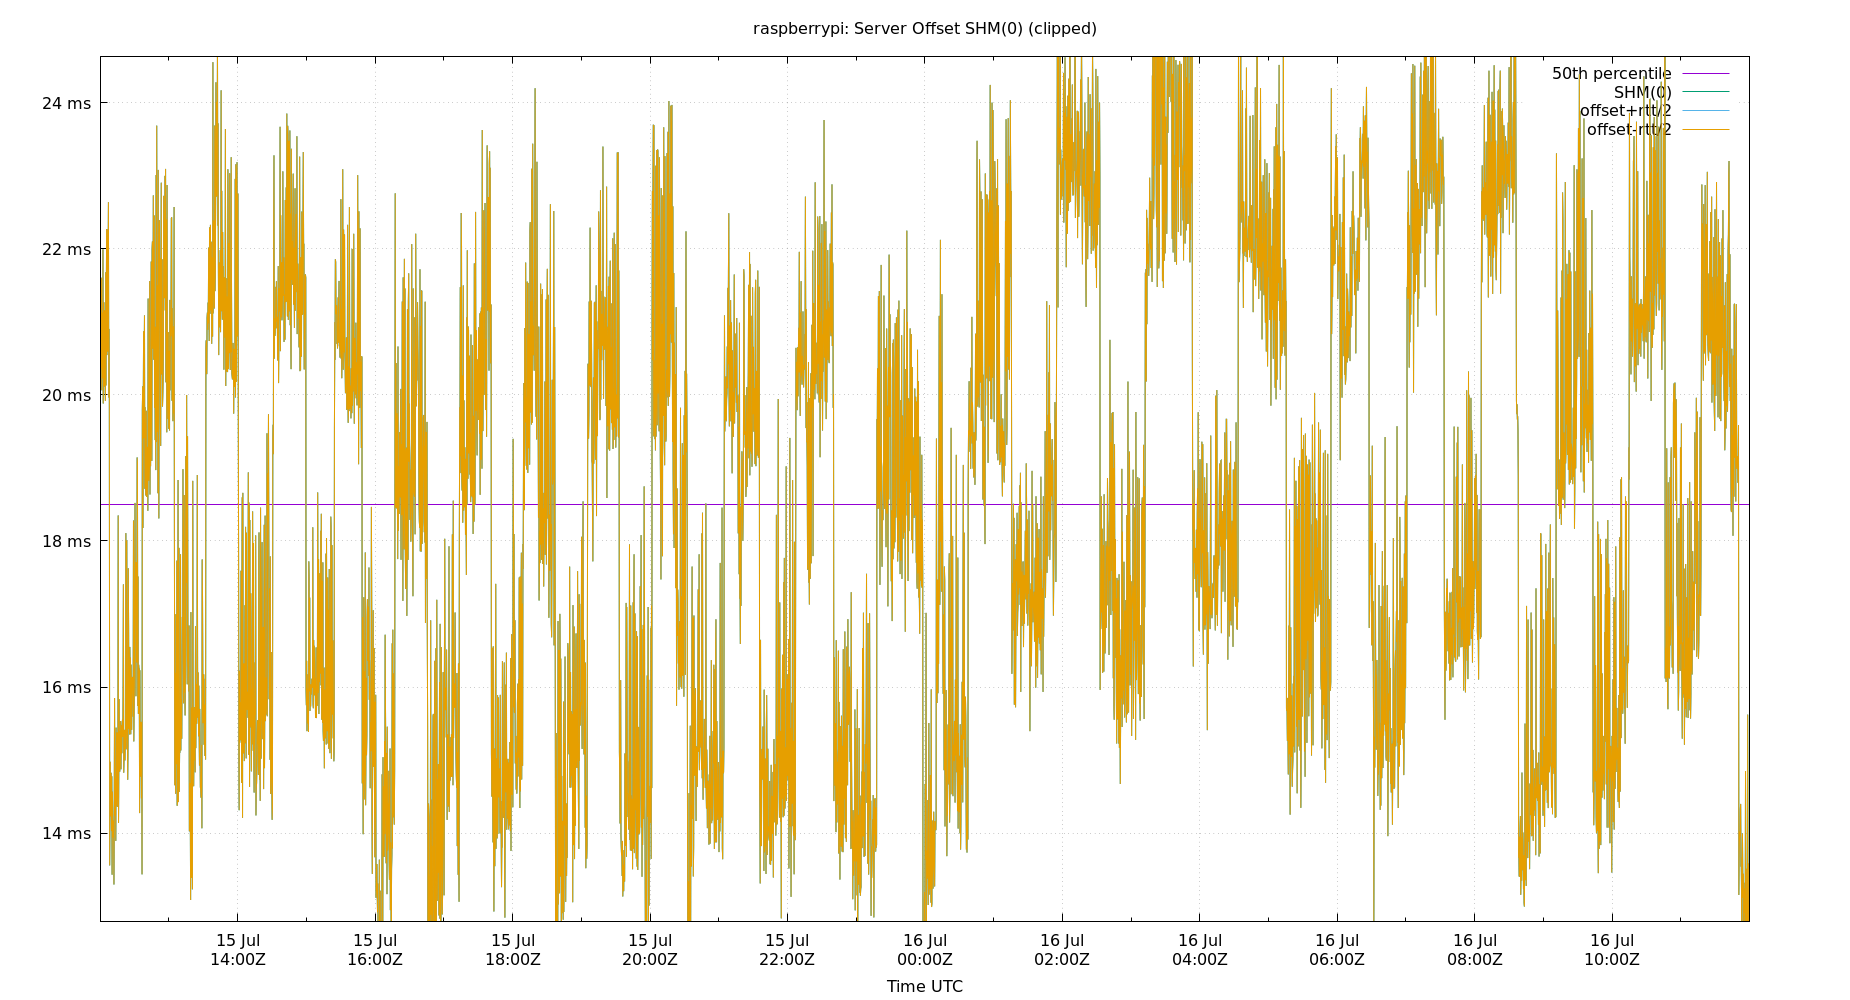 raspberrypi: Server Offset SHM(0) (clipped)
50th percentile
SHM(0)
offset+rtt/2
offset-rtt/2
24 ms
22 ms
20 ms
18 ms
16 ms
14 ms
15 Jul 15 Jul 15 Jul 15 Jul 15 Jul 16 Jul 16 Jul 16 Jul 16 Jul 16 Jul 16 Jul
14:00Z 16:00Z 18:00Z 20:00Z 22:00Z 00:00Z 02:00Z 04:00Z 06:00Z 08:00Z 10:00Z
Time UTC